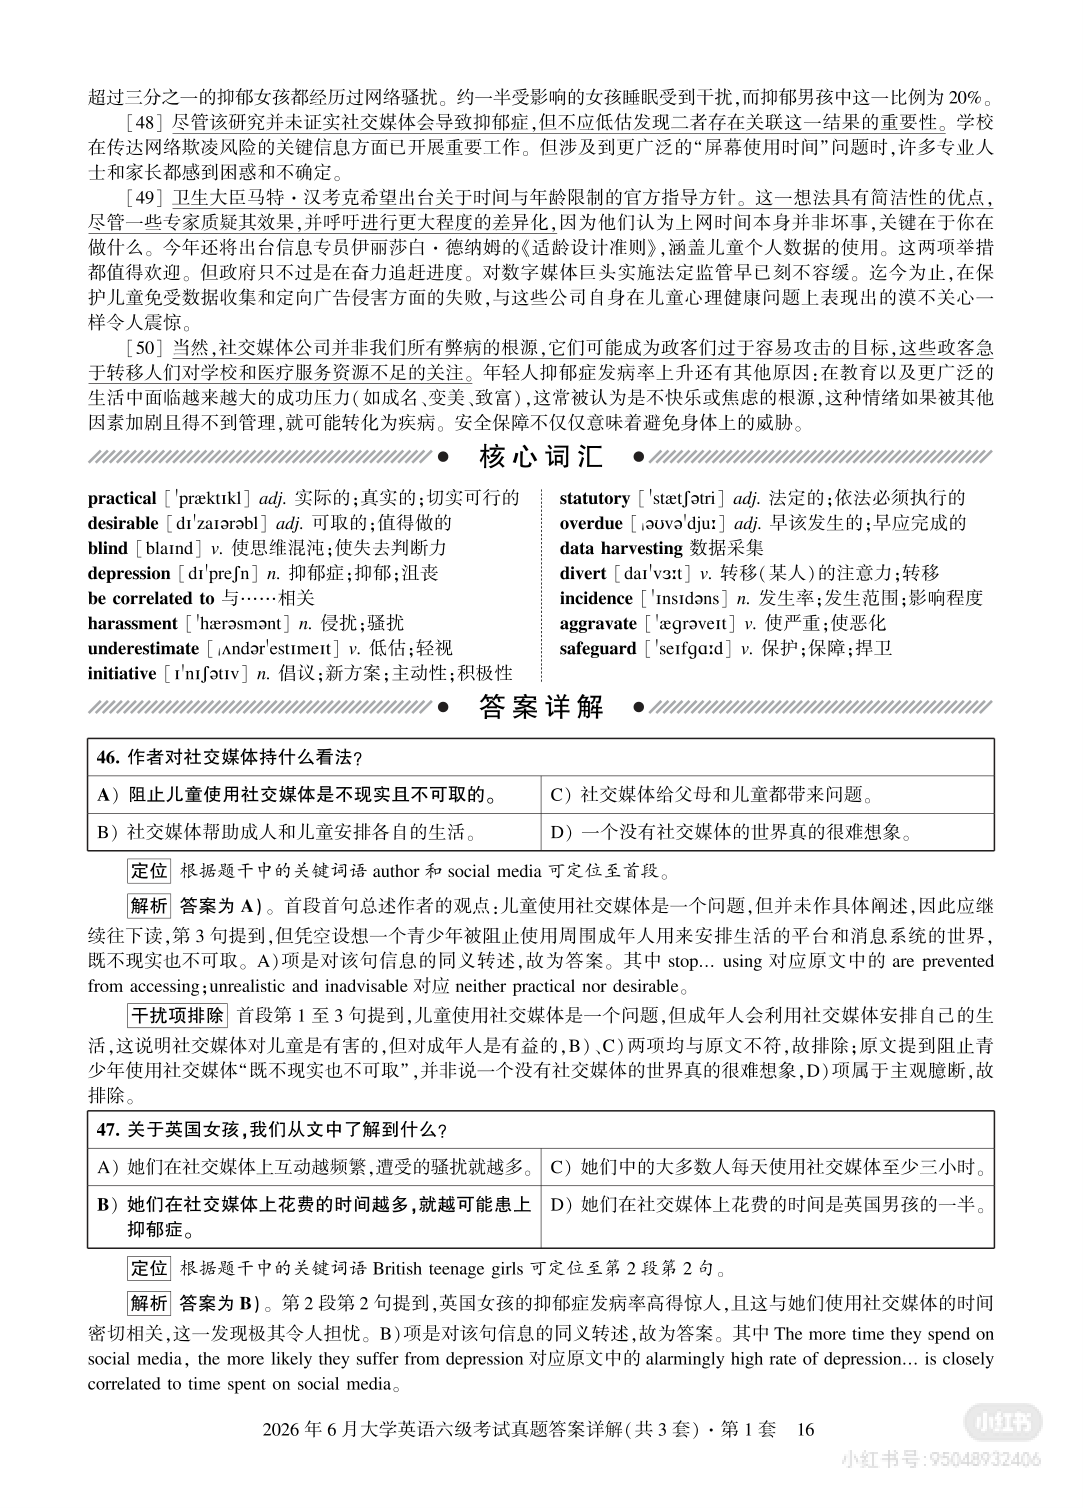 超过三分之一的抑郁女孩都经历过网络骚扰。约一半受影响的女孩睡眠受到干扰,而抑郁男孩中这一比例为 20%。
[48] 尽管该研究并未证实社交媒体会导致抑郁症,但不应低估发现二者存在关联这一结果的重要性。学校
在传达网络欺凌风险的关键信息方面已开展重要工作。但涉及到更广泛的“屏幕使用时间”问题时,许多专业人
士和家长都感到困惑和不确定。
[49] 卫生大臣马特·汉考克希望出台关于时间与年龄限制的官方指导方针。这一想法具有简洁性的优点,
尽管一些专家质疑其效果,并呼吁进行更大程度的差异化,因为他们认为上网时间本身并非坏事,关键在于你在
做什么。今年还将出台信息专员伊丽莎白·德纳姆的《适龄设计准则》,涵盖儿童个人数据的使用。这两项举措
都值得欢迎。但政府只不过是在奋力追赶进度。对数字媒体巨头实施法定监管早已刻不容缓。迄今为止,在保
护儿童免受数据收集和定向广告侵害方面的失败,与这些公司自身在儿童心理健康问题上表现出的漠不关心一
样令人震惊。
[50] 当然,社交媒体公司并非我们所有弊病的根源,它们可能成为政客们过于容易攻击的目标,这些政客急
于转移人们对学校和医疗服务资源不足的关注。年轻人抑郁症发病率上升还有其他原因:在教育以及更广泛的
生活中面临越来越大的成功压力(如成名、变美、致富),这常被认为是不快乐或焦虑的根源,这种情绪如果被其他
因素加剧且得不到管理,就可能转化为疾病。安全保障不仅仅意味着避免身体上的威胁。
● 核心词汇 ●
practical [ˈpræktɪkl] adj. 实际的;真实的;切实可行的
desirable [dɪˈzaɪərəbl] adj. 可取的;值得做的
blind [blaɪnd] v. 使思维混沌;使失去判断力
depression [dɪˈpreʃn] n. 抑郁症;抑郁;沮丧
be correlated to 与……相关
harassment [ˈhærəsmənt] n. 侵扰;骚扰
underestimate [ˌʌndərˈestɪmeɪt] v. 低估;轻视
initiative [ɪˈnɪʃətɪv] n. 倡议;新方案;主动性;积极性
statutory [ˈstætʃətri] adj. 法定的;依法必须执行的
overdue [ˌəʊvəˈdjuː] adj. 早该发生的;早应完成的
data harvesting 数据采集
divert [daɪˈvɜːt] v. 转移(某人)的注意力;转移
incidence [ˈɪnsɪdəns] n. 发生率;发生范围;影响程度
aggravate [ˈæɡrəveɪt] v. 使严重;使恶化
safeguard [ˈseɪfɡɑːd] v. 保护;保障;捍卫
● 答案详解 ●
46. 作者对社交媒体持什么看法?
A) 阻止儿童使用社交媒体是不现实且不可取的。
C) 社交媒体给父母和儿童都带来问题。
B) 社交媒体帮助成人和儿童安排各自的生活。
D) 一个没有社交媒体的世界真的很难想象。
定位 根据题干中的关键词语 author 和 social media 可定位至首段。
解析 答案为 A)。首段首句总述作者的观点:儿童使用社交媒体是一个问题,但并未作具体阐述,因此应继
续往下读,第 3 句提到,但凭空设想一个青少年被阻止使用周围成年人用来安排生活的平台和消息系统的世界,
既不现实也不可取。A)项是对该句信息的同义转述,故为答案。其中 stop… using 对应原文中的 are prevented
from accessing;unrealistic and inadvisable 对应 neither practical nor desirable。
干扰项排除 首段第 1 至 3 句提到,儿童使用社交媒体是一个问题,但成年人会利用社交媒体安排自己的生
活,这说明社交媒体对儿童是有害的,但对成年人是有益的,B)、C)两项均与原文不符,故排除;原文提到阻止青
少年使用社交媒体“既不现实也不可取”,并非说一个没有社交媒体的世界真的很难想象,D)项属于主观臆断,故
排除。
47. 关于英国女孩,我们从文中了解到什么?
A) 她们在社交媒体上互动越频繁,遭受的骚扰就越多。
C) 她们中的大多数人每天使用社交媒体至少三小时。
B) 她们在社交媒体上花费的时间越多,就越可能患上
抑郁症。
D) 她们在社交媒体上花费的时间是英国男孩的一半。
定位 根据题干中的关键词语 British teenage girls 可定位至第 2 段第 2 句。
解析 答案为 B)。第 2 段第 2 句提到,英国女孩的抑郁症发病率高得惊人,且这与她们使用社交媒体的时间
密切相关,这一发现极其令人担忧。B)项是对该句信息的同义转述,故为答案。其中 The more time they spend on
social media, the more likely they suffer from depression 对应原文中的 alarmingly high rate of depression… is closely
correlated to time spent on social media。
2026 年 6 月大学英语六级考试真题答案详解(共 3 套)·第 1 套 16
小红书
小红书号:95048932406